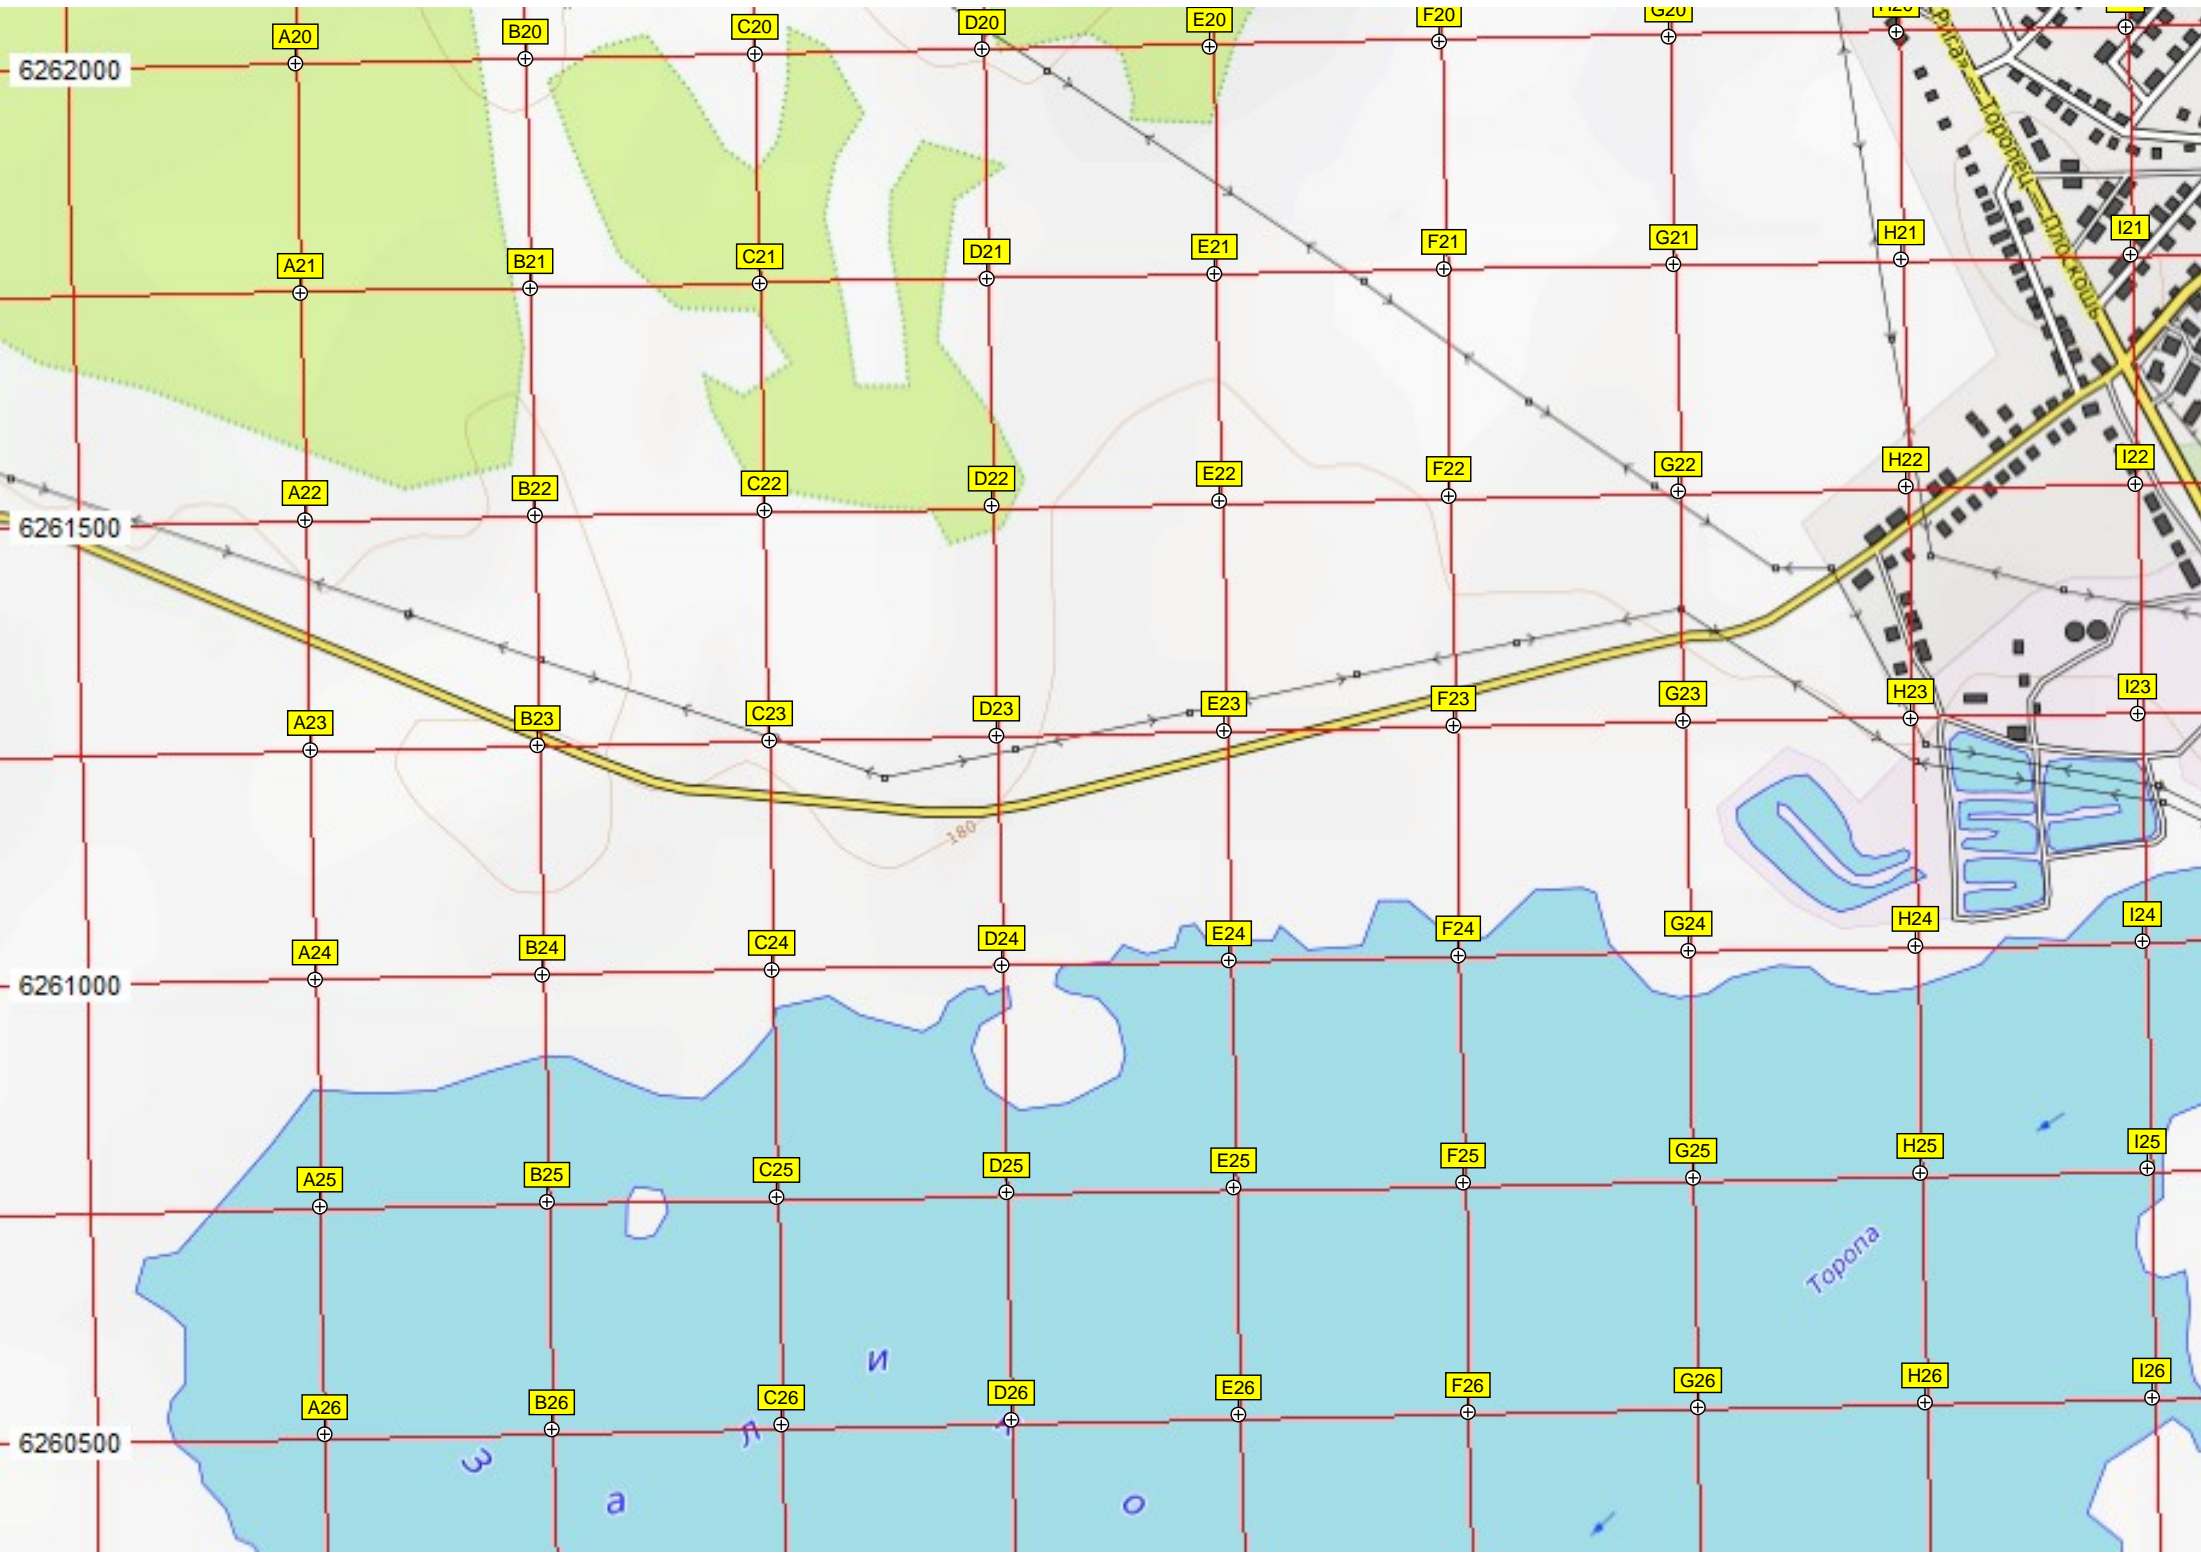 A20 B20 C20 D20 E20 F20 G20 H20
6262000
Рига» — Торопец — Плоскошь
A21 B21 C21 D21 E21 F21 G21 H21 I21
A22 B22 C22 D22 E22 F22 G22 H22 I22
6261500
A23 B23 C23 D23 E23 F23 G23 H23 I23
180
A24 B24 C24 D24 E24 F24 G24 H24 I24
6261000
A25 B25 C25 D25 E25 F25 G25 H25 I25
Торопа
и
A26 B26 C26 D26 E26 F26 G26 H26 I26
6260500
З а л о